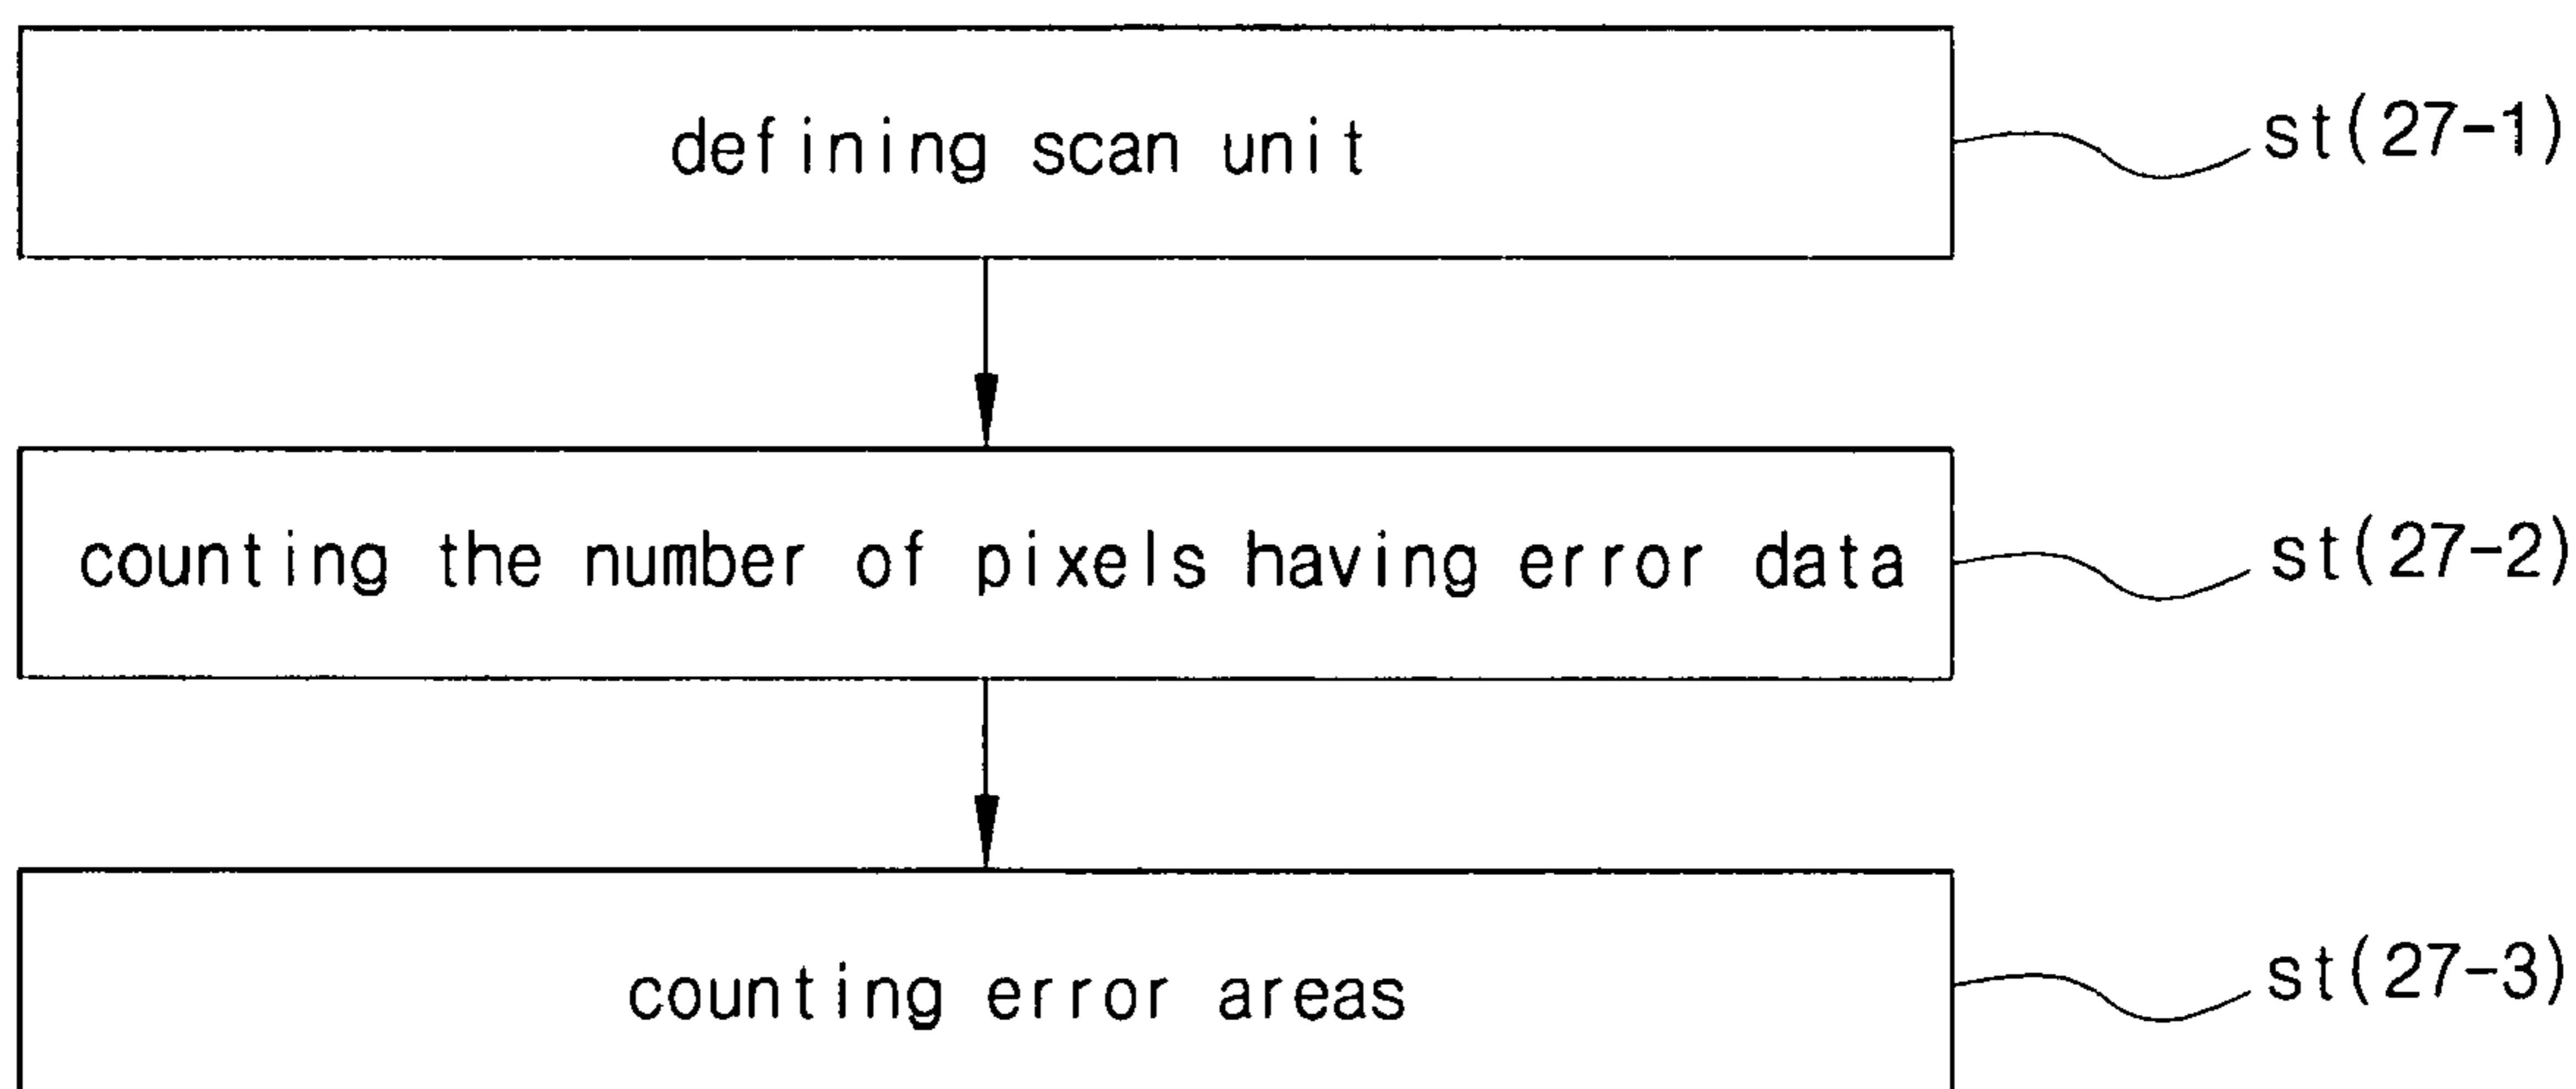 defining scan unit
st(27-1)
counting the number of pixels having error data
st(27-2)
counting error areas
st(27-3)